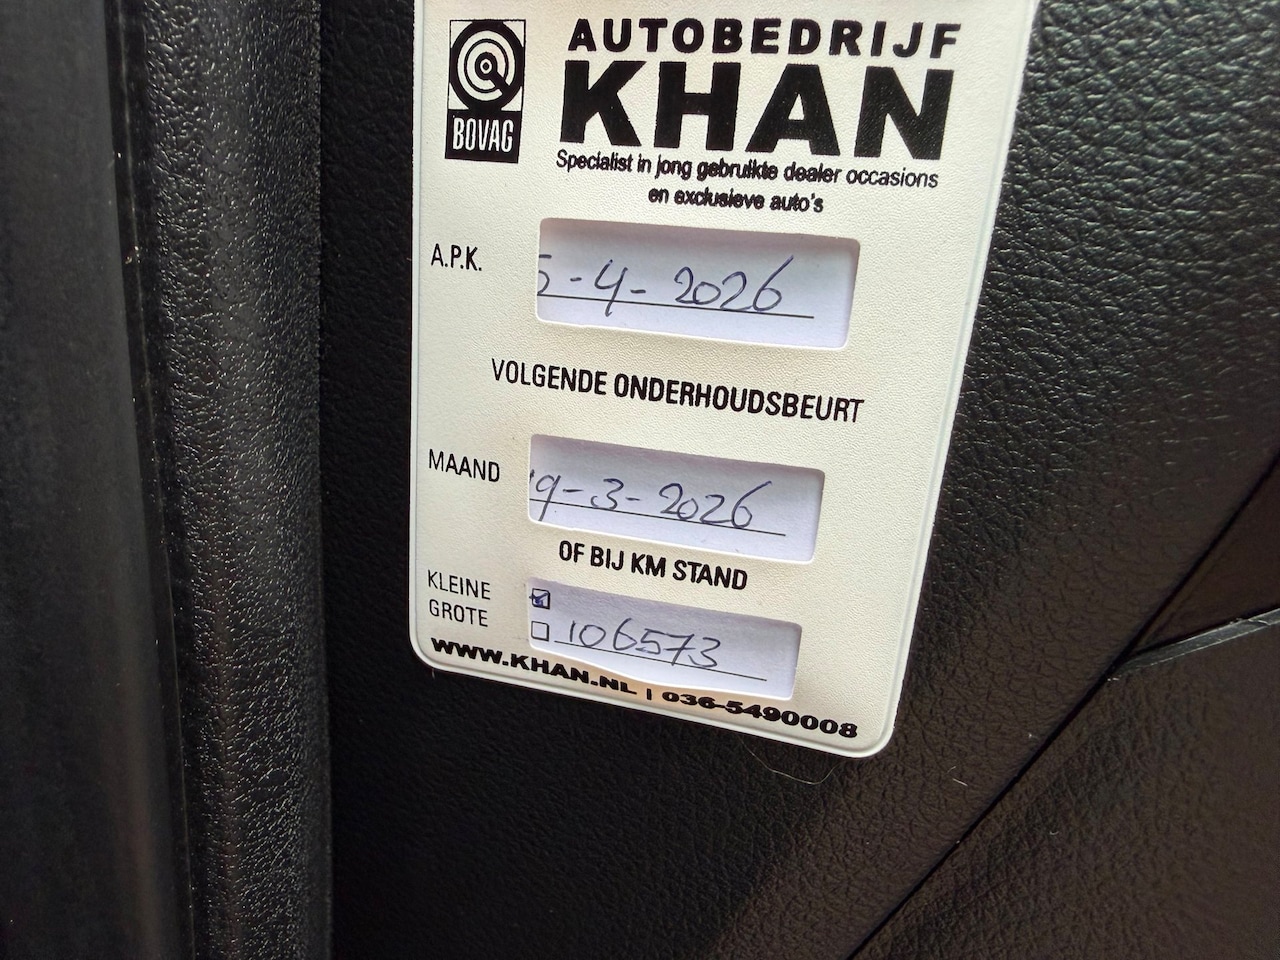 BOVAG
AUTOBEDRIJF
KHAN
Specialist in jong gebruikte dealer occasions
en exclusieve auto's
A.P.K.
5-4-2026
VOLGENDE ONDERHOUDSBEURT
MAAND
19-3-2026
OF BIJ KM STAND
KLEINE
GROTE
106573
WWW.KHAN.NL | 036-5490008